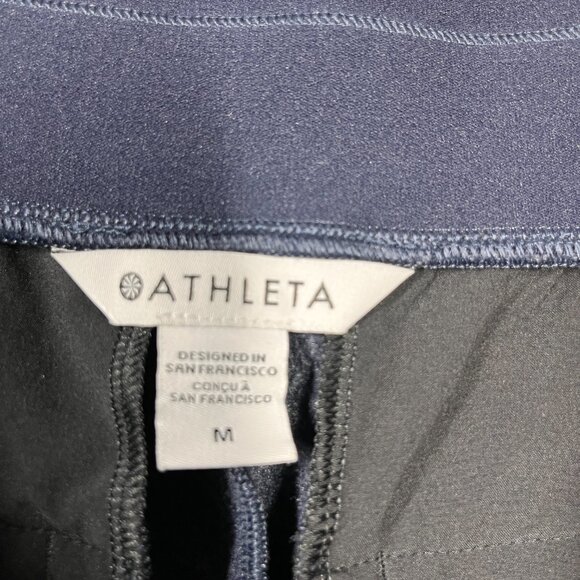 ATHLETA
DESIGNED IN
SAN FRANCISCO
CONÇU À
SAN FRANCISCO
M